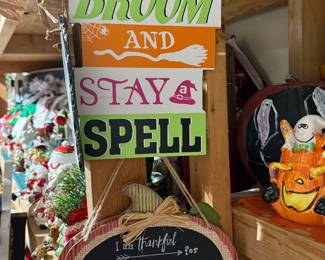 BROOM
AND
STAY a
SPELL
I am thankful
for